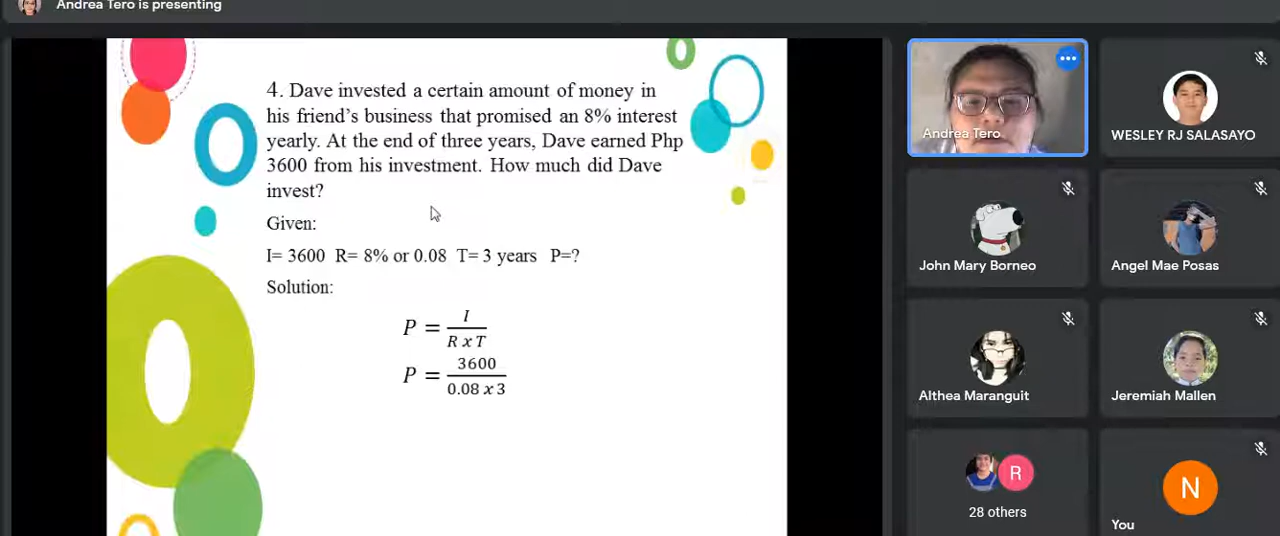 Andrea Tero is presenting
4. Dave invested a certain amount of money in
his friend's business that promised an 8% interest
yearly. At the end of three years, Dave earned Php
3600 from his investment. How much did Dave
invest?
Given:
I= 3600 R= 8% or 0.08 T= 3 years P=?
Solution:
P = I / R x T
P = 3600 / 0.08 x 3
Andrea Tero
WESLEY RJ SALASAYO
John Mary Borneo
Angel Mae Posas
Althea Maranguit
Jeremiah Mallen
R
28 others
N
You